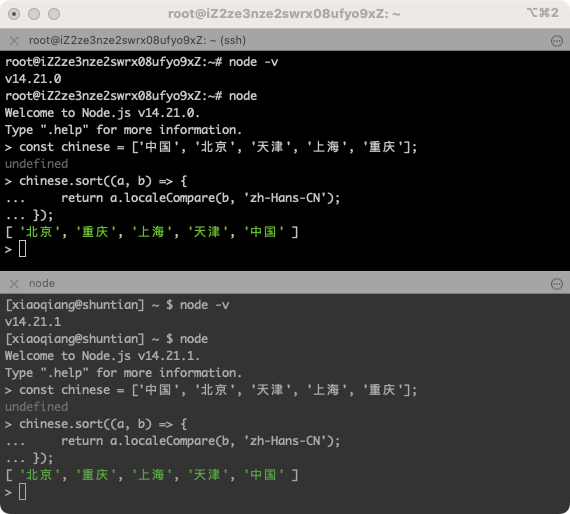 root@iZ2ze3nze2swrx08ufyo9xZ: ~
⌥⌘2
root@iZ2ze3nze2swrx08ufyo9xZ: ~ (ssh)
root@iZ2ze3nze2swrx08ufyo9xZ:~# node -v
v14.21.0
root@iZ2ze3nze2swrx08ufyo9xZ:~# node
Welcome to Node.js v14.21.0.
Type ".help" for more information.
> const chinese = ['中国', '北京', '天津', '上海', '重庆'];
undefined
> chinese.sort((a, b) => {
...     return a.localeCompare(b, 'zh-Hans-CN');
... });
[ '北京', '重庆', '上海', '天津', '中国' ]
>
node
[xiaoqiang@shuntian] ~ $ node -v
v14.21.1
[xiaoqiang@shuntian] ~ $ node
Welcome to Node.js v14.21.1.
Type ".help" for more information.
> const chinese = ['中国', '北京', '天津', '上海', '重庆'];
undefined
> chinese.sort((a, b) => {
...     return a.localeCompare(b, 'zh-Hans-CN');
... });
[ '北京', '重庆', '上海', '天津', '中国' ]
>